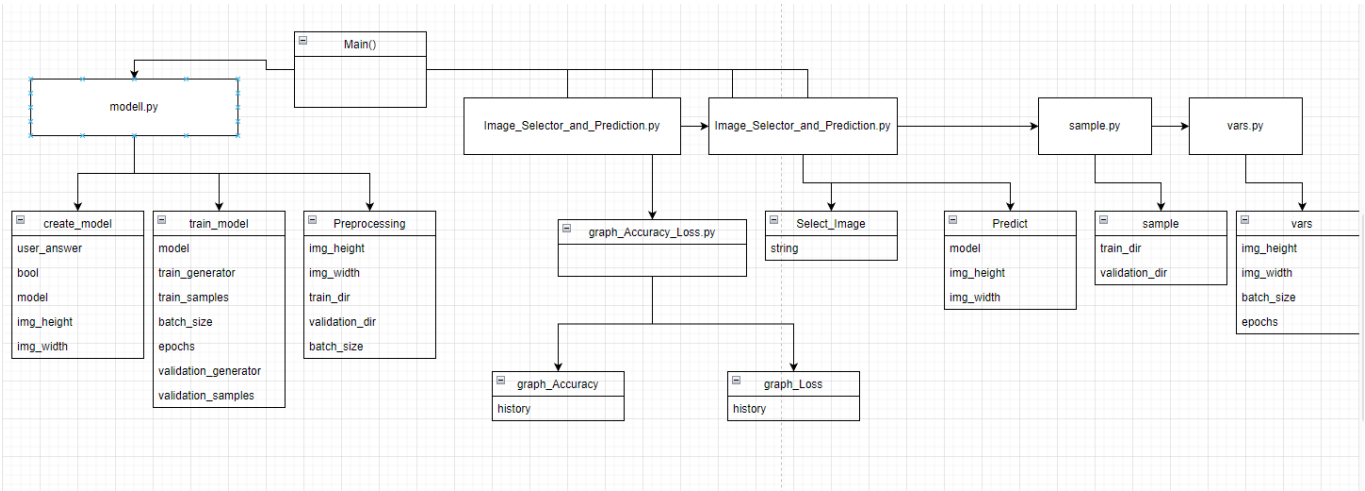 Main()
modell.py
Image_Selector_and_Prediction.py
Image_Selector_and_Prediction.py
sample.py
vars.py
create_model
user_answer
bool
model
img_height
img_width
train_model
model
train_generator
train_samples
batch_size
epochs
validation_generator
validation_samples
Preprocessing
img_height
img_width
train_dir
validation_dir
batch_size
graph_Accuracy_Loss.py
Select_Image
string
Predict
model
img_height
img_width
sample
train_dir
validation_dir
vars
img_height
img_width
batch_size
epochs
graph_Accuracy
history
graph_Loss
history